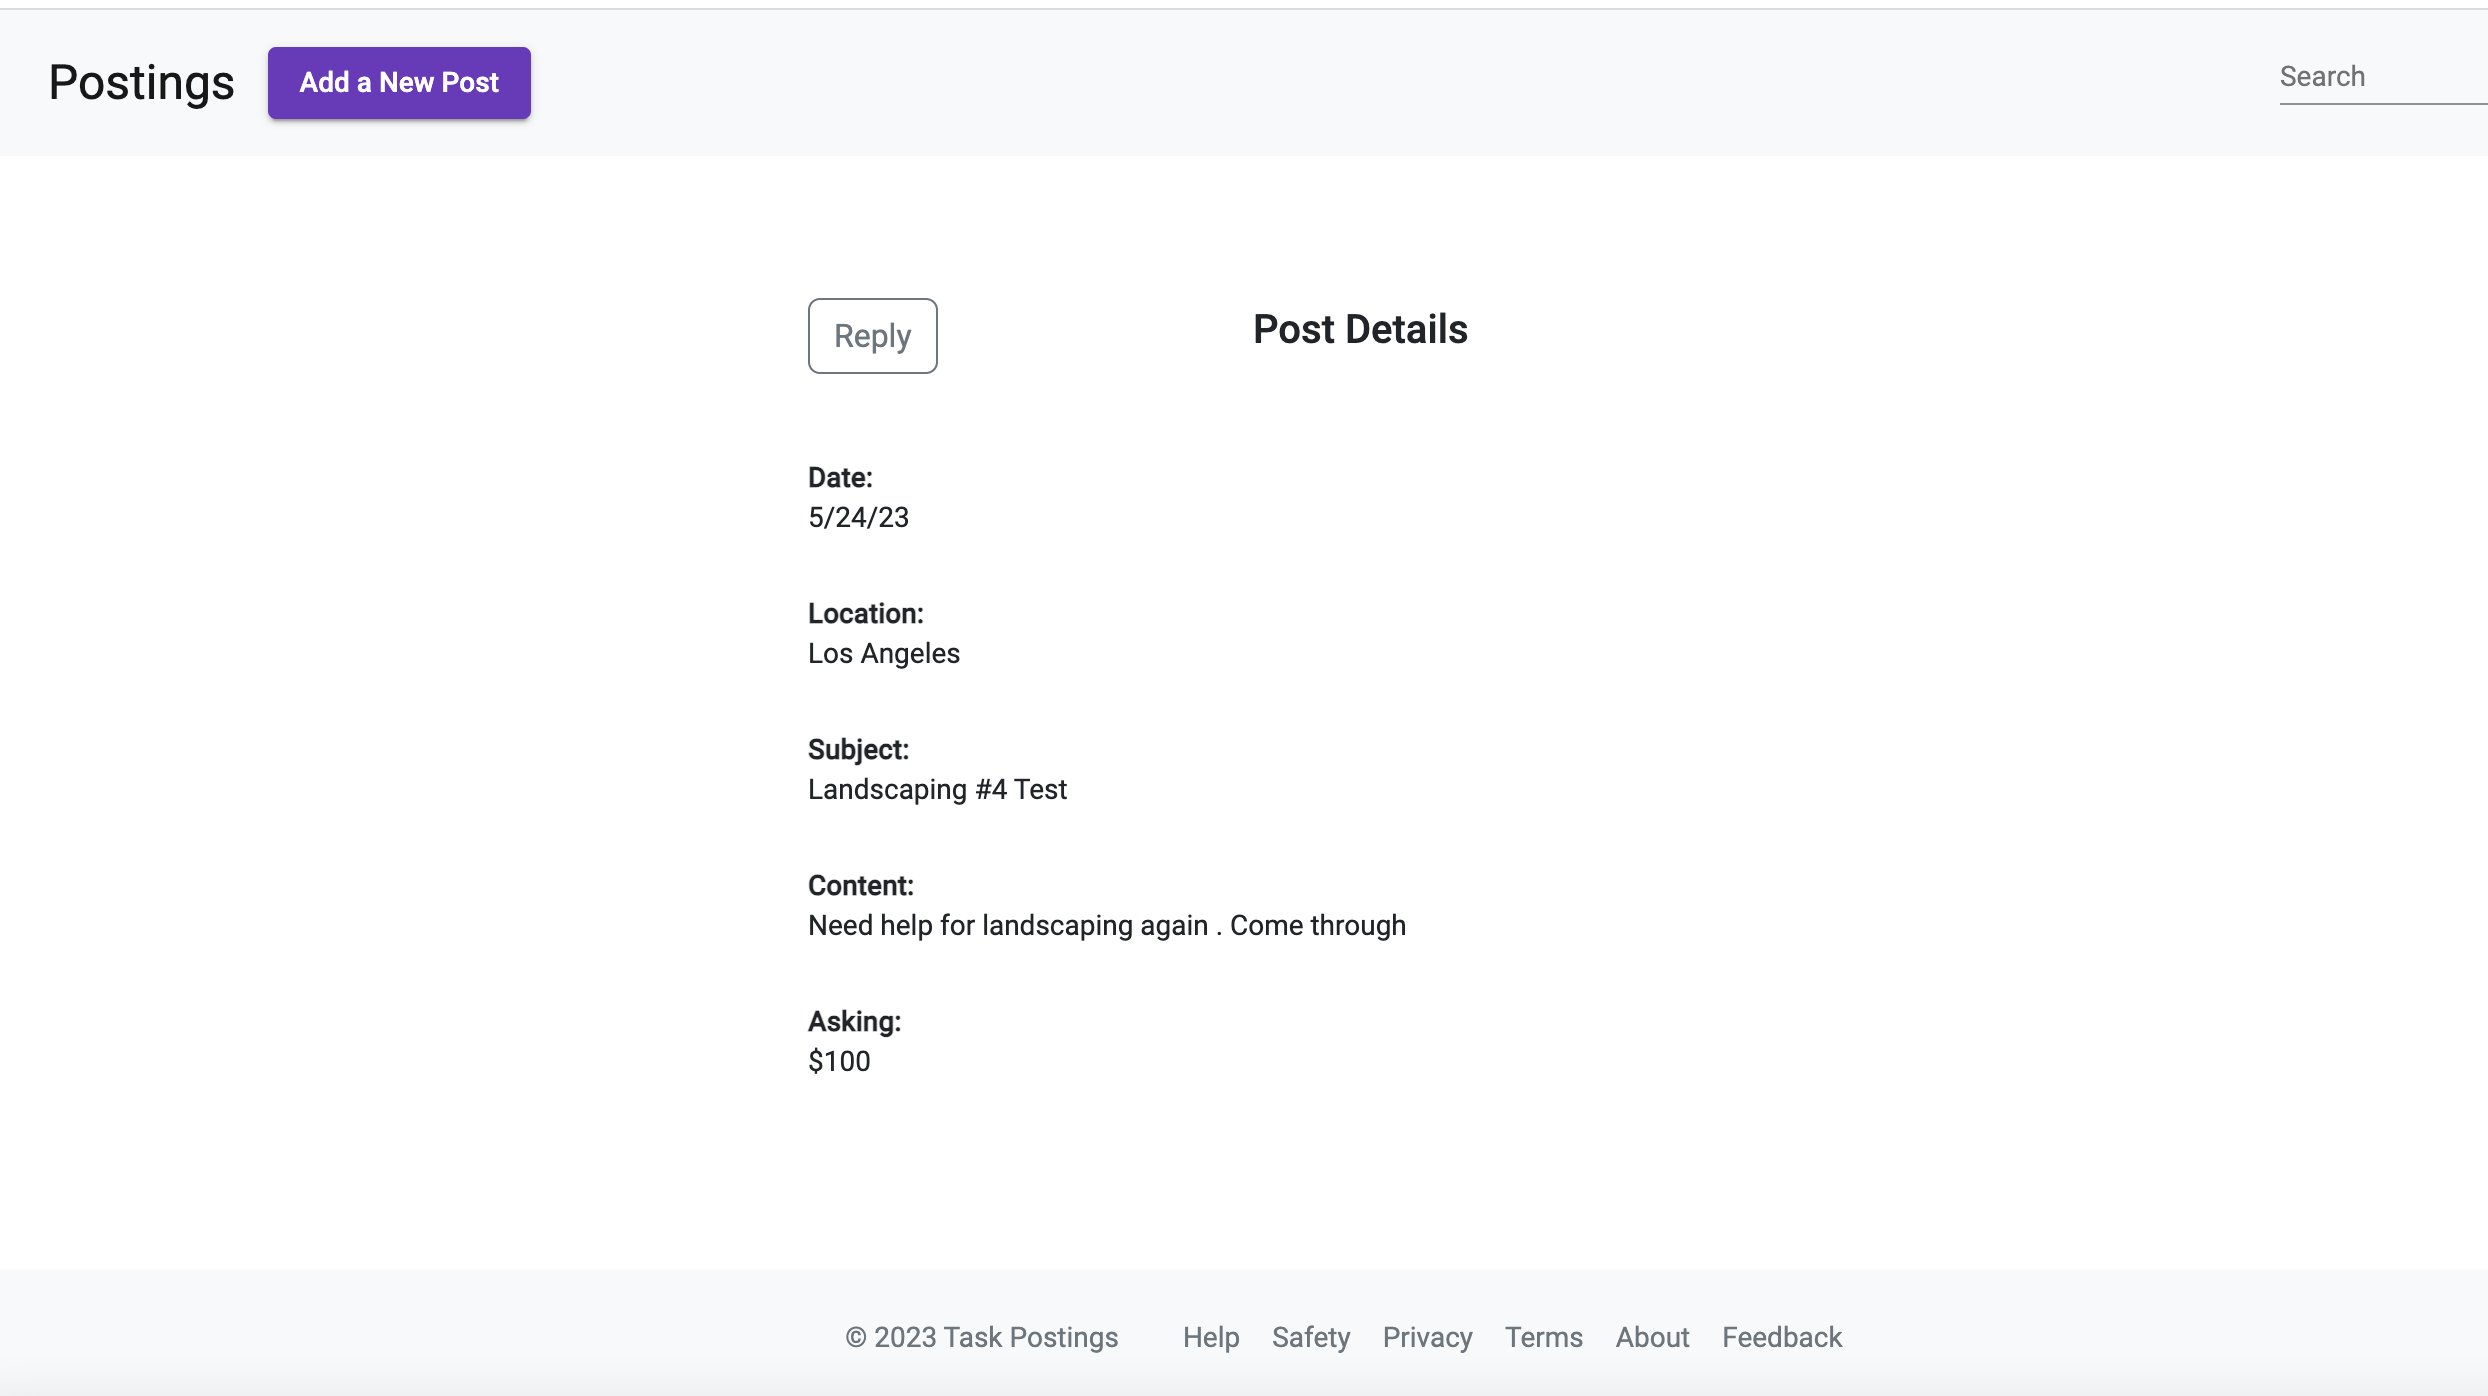 Postings
Add a New Post
Search
Reply
Post Details
Date:
5/24/23
Location:
Los Angeles
Subject:
Landscaping #4 Test
Content:
Need help for landscaping again . Come through
Asking:
$100
© 2023 Task Postings Help Safety Privacy Terms About Feedback